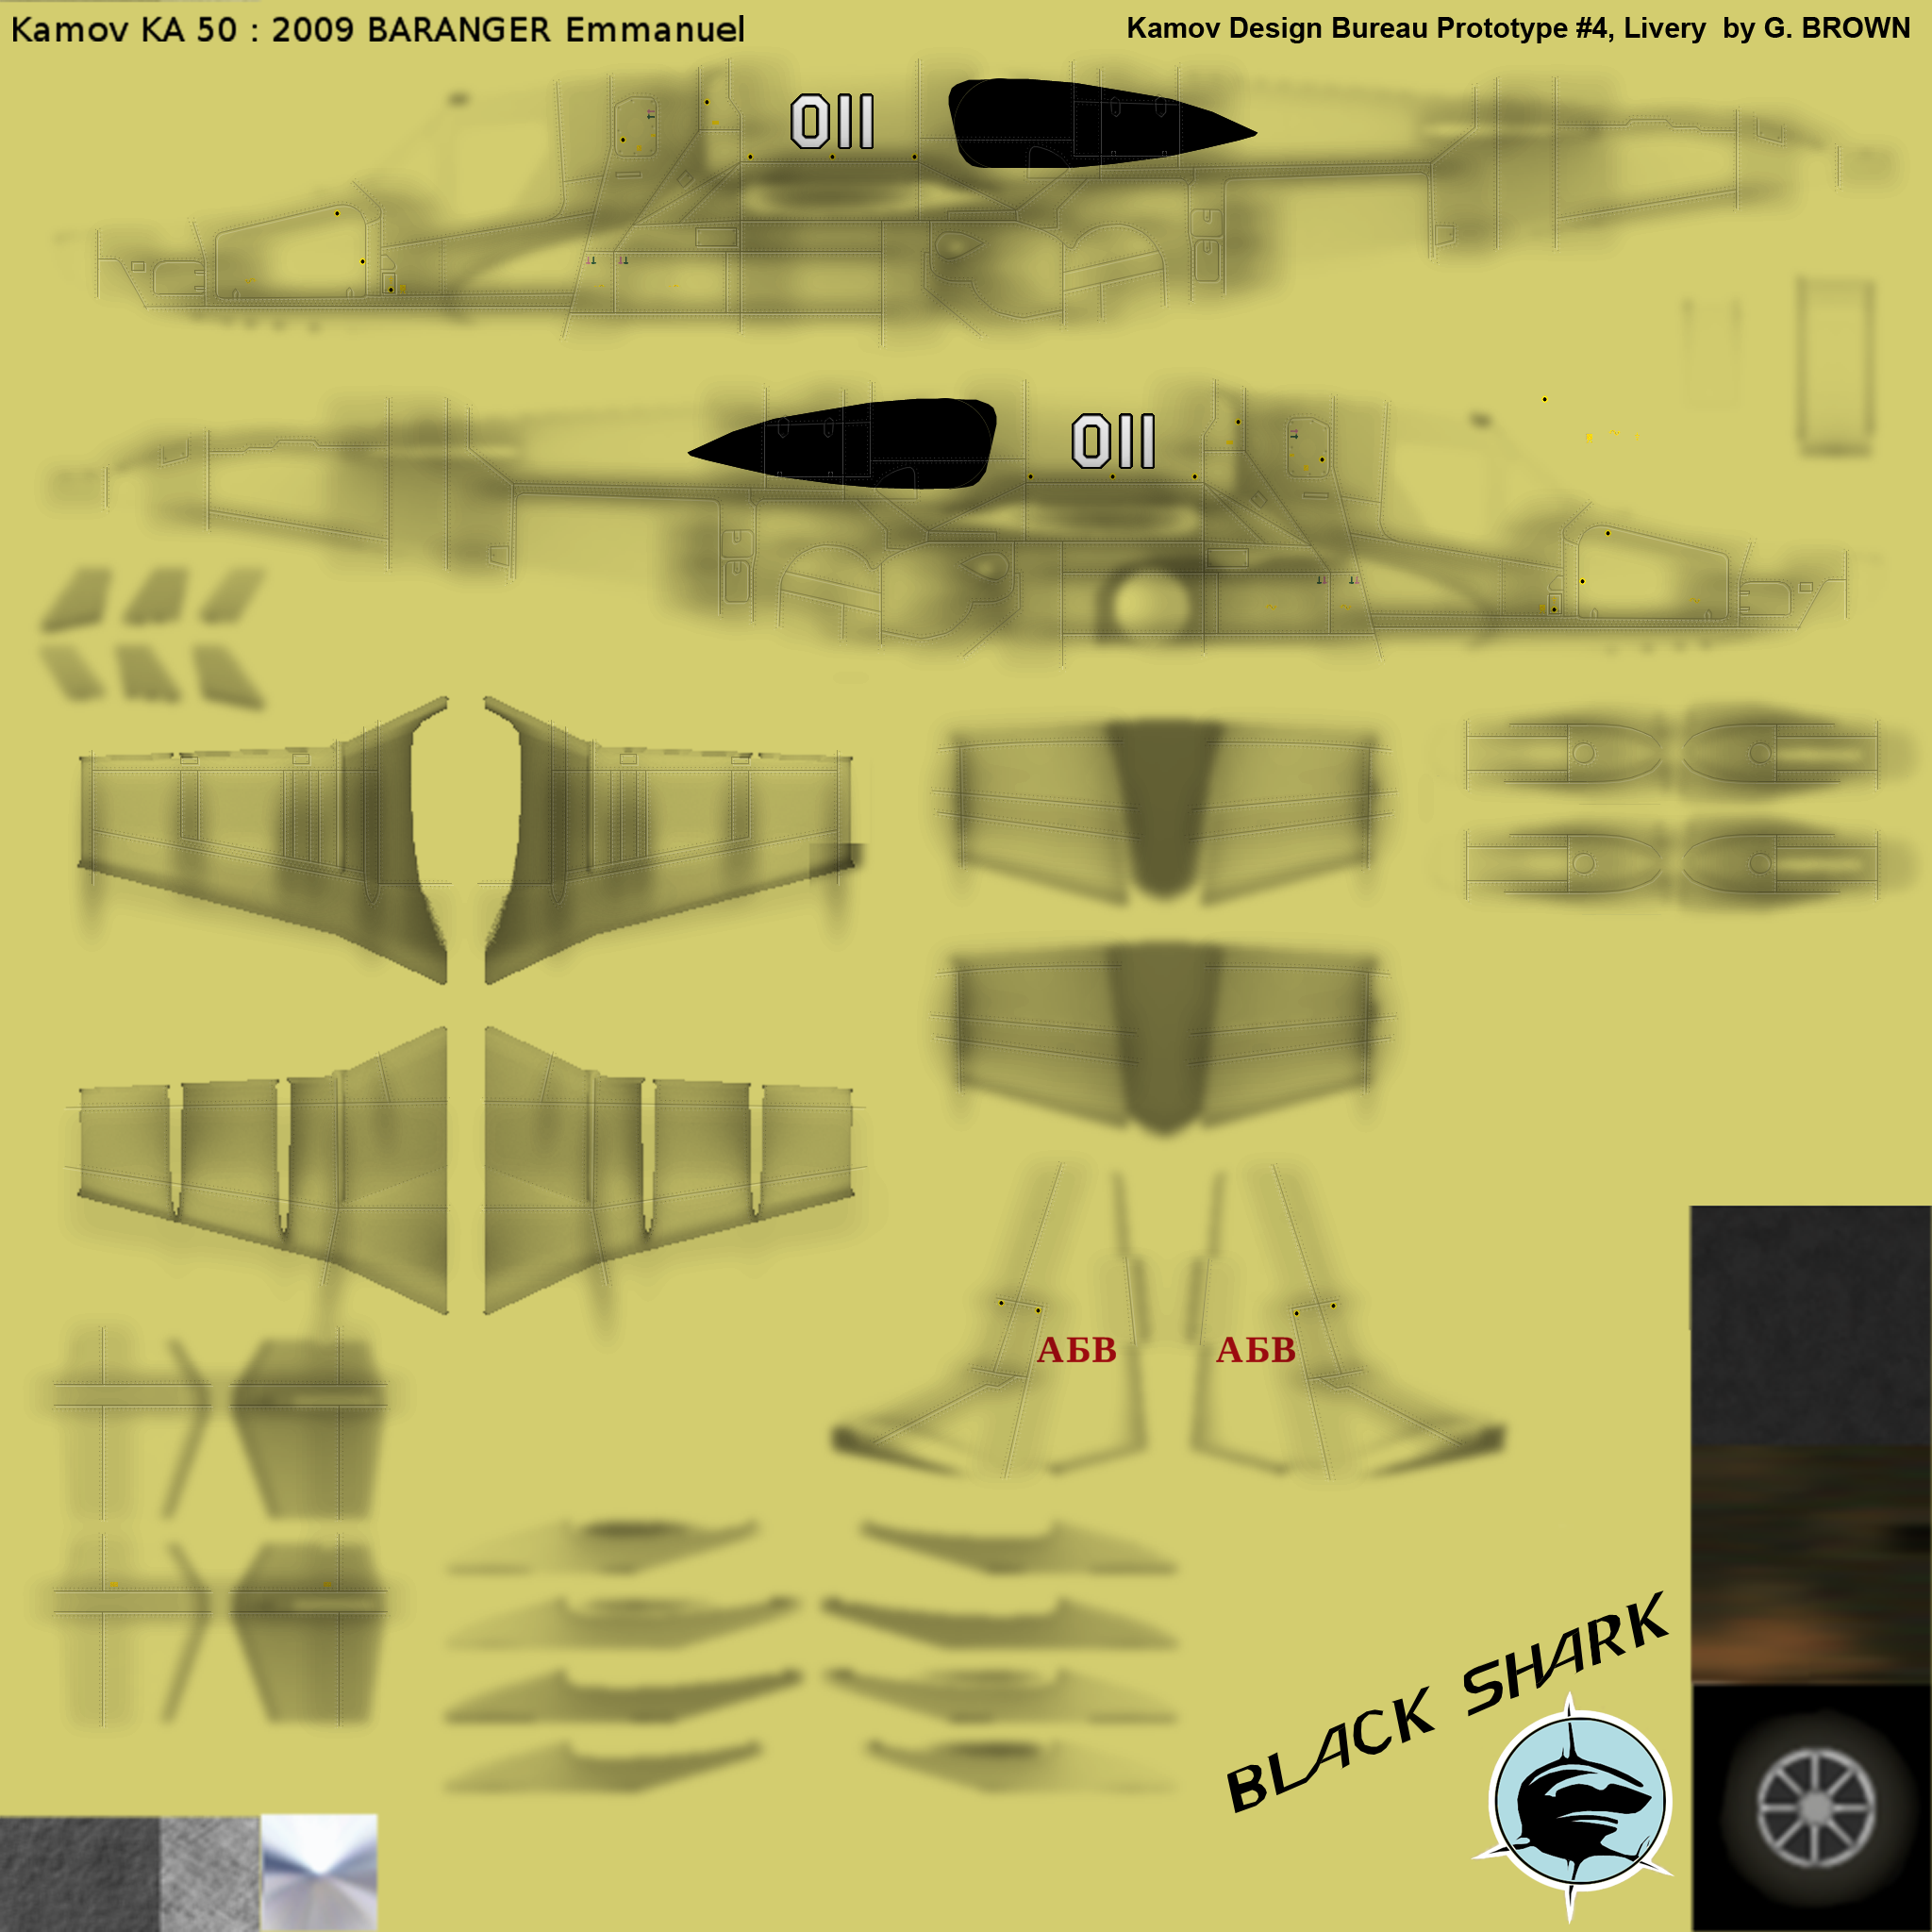 Kamov KA 50 : 2009 BARANGER Emmanuel
Kamov Design Bureau Prototype #4, Livery by G. BROWN
011
011
АБВ АБВ
BLACK SHARK